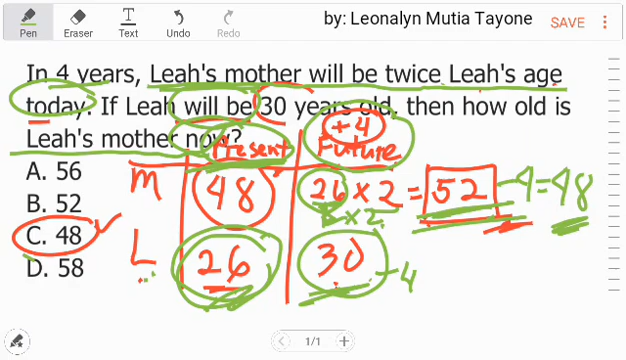 by: Leonalyn Mutia Tayone
SAVE
Pen Eraser Text Undo Redo
In 4 years, Leah's mother will be twice Leah's age
today. If Leah will be 30 years old, then how old is
Leah's mother now?
+4
Present Future
A. 56
B. 52
C. 48
D. 58
M 48 26 × 2 = 52 - 4 = 48
× 2
L 26 30 - 4
1/1